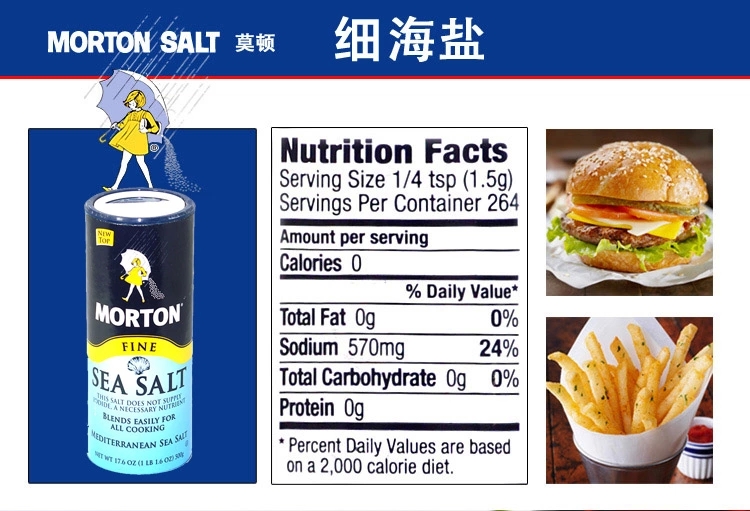 MORTON SALT 莫顿
细海盐
NEW
TOP
MORTON
FINE
SEA SALT
THIS SALT DOES NOT SUPPLY
IODIDE, A NECESSARY NUTRIENT
BLENDS EASILY FOR
ALL COOKING
MEDITERRANEAN SEA SALT
NET WT 17.6 OZ (1 LB 1.6 OZ) 500g
Nutrition Facts
Serving Size 1/4 tsp (1.5g)
Servings Per Container 264
Amount per serving
Calories 0
% Daily Value*
Total Fat 0g 0%
Sodium 570mg 24%
Total Carbohydrate 0g 0%
Protein 0g
* Percent Daily Values are based
on a 2,000 calorie diet.